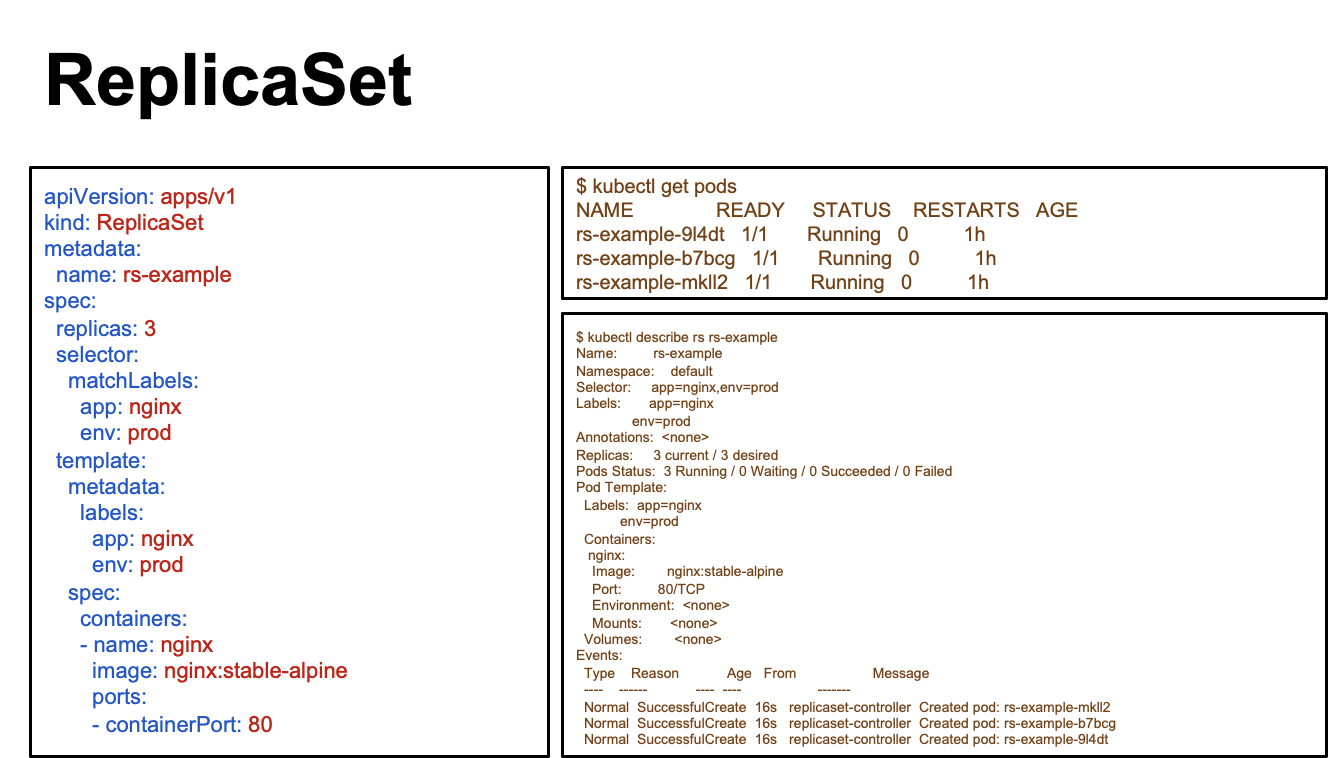 ReplicaSet
apiVersion: apps/v1
kind: ReplicaSet
metadata:
  name: rs-example
spec:
  replicas: 3
  selector:
    matchLabels:
      app: nginx
      env: prod
  template:
    metadata:
      labels:
        app: nginx
        env: prod
    spec:
      containers:
      - name: nginx
        image: nginx:stable-alpine
        ports:
        - containerPort: 80
$ kubectl get pods
NAME               READY     STATUS    RESTARTS   AGE
rs-example-9l4dt   1/1       Running   0          1h
rs-example-b7bcg   1/1       Running   0          1h
rs-example-mkll2   1/1       Running   0          1h
$ kubectl describe rs rs-example
Name:         rs-example
Namespace:    default
Selector:     app=nginx,env=prod
Labels:       app=nginx
              env=prod
Annotations:  <none>
Replicas:     3 current / 3 desired
Pods Status:  3 Running / 0 Waiting / 0 Succeeded / 0 Failed
Pod Template:
  Labels:  app=nginx
           env=prod
  Containers:
   nginx:
    Image:        nginx:stable-alpine
    Port:         80/TCP
    Environment:  <none>
    Mounts:       <none>
  Volumes:        <none>
Events:
  Type    Reason            Age   From                   Message
  ----    ------            ----  ----                   -------
  Normal  SuccessfulCreate  16s   replicaset-controller  Created pod: rs-example-mkll2
  Normal  SuccessfulCreate  16s   replicaset-controller  Created pod: rs-example-b7bcg
  Normal  SuccessfulCreate  16s   replicaset-controller  Created pod: rs-example-9l4dt